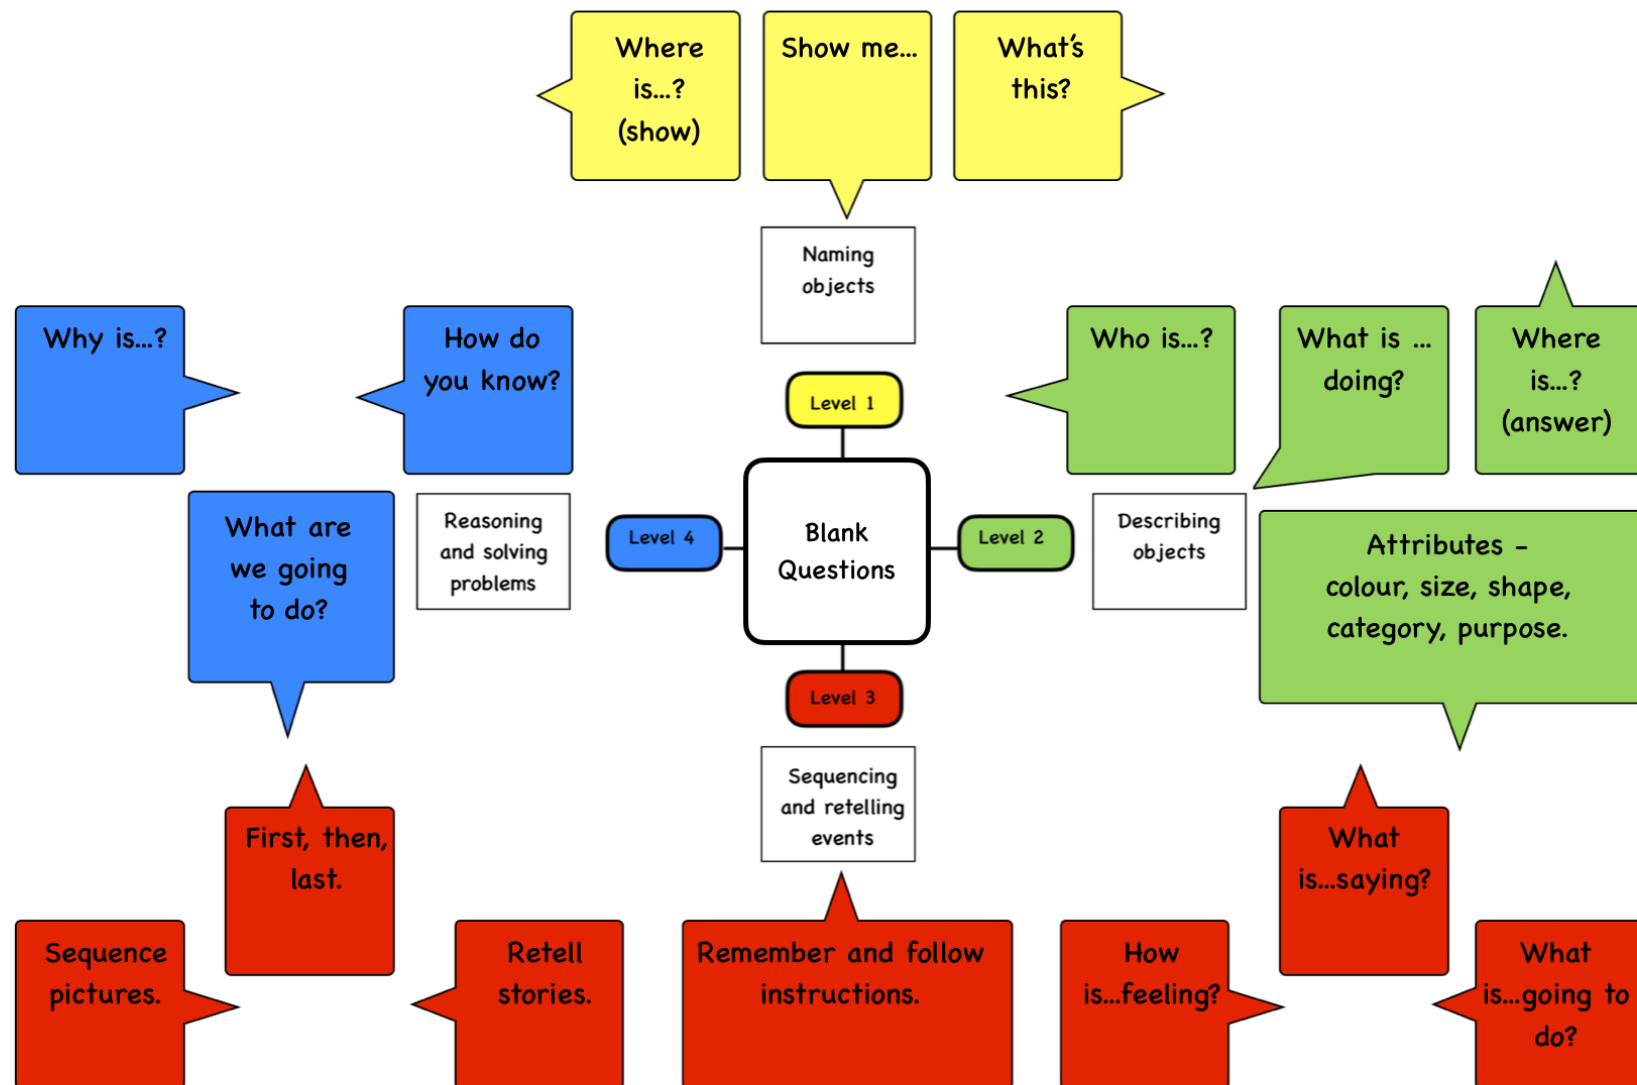 Where
is...?
(show)
Show me...
What's
this?
Naming
objects
Level 1
Why is...?
How do
you know?
What are
we going
to do?
Reasoning
and solving
problems
Level 4
Blank
Questions
Level 2
Describing
objects
Who is...?
What is ...
doing?
Where
is...?
(answer)
Attributes –
colour, size, shape,
category, purpose.
Level 3
Sequencing
and retelling
events
First, then,
last.
Sequence
pictures.
Retell
stories.
Remember and follow
instructions.
What
is...saying?
How
is...feeling?
What
is...going to
do?